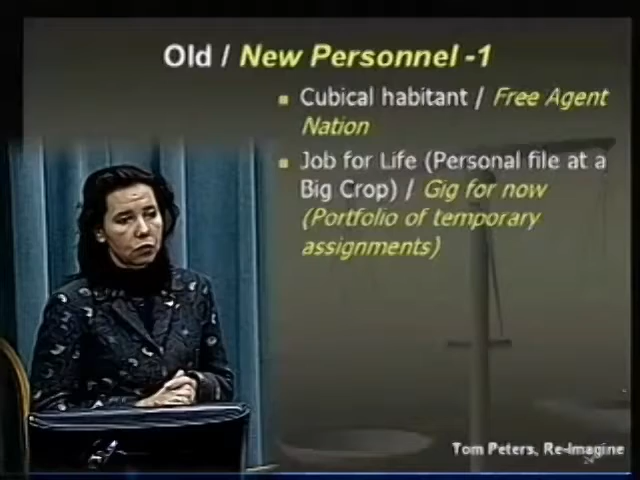 Old / New Personnel -1
Cubical habitant / Free Agent
Nation
Job for Life (Personal file at a
Big Crop) / Gig for now
(Portfolio of temporary
assignments)
Tom Peters, Re-Imagine